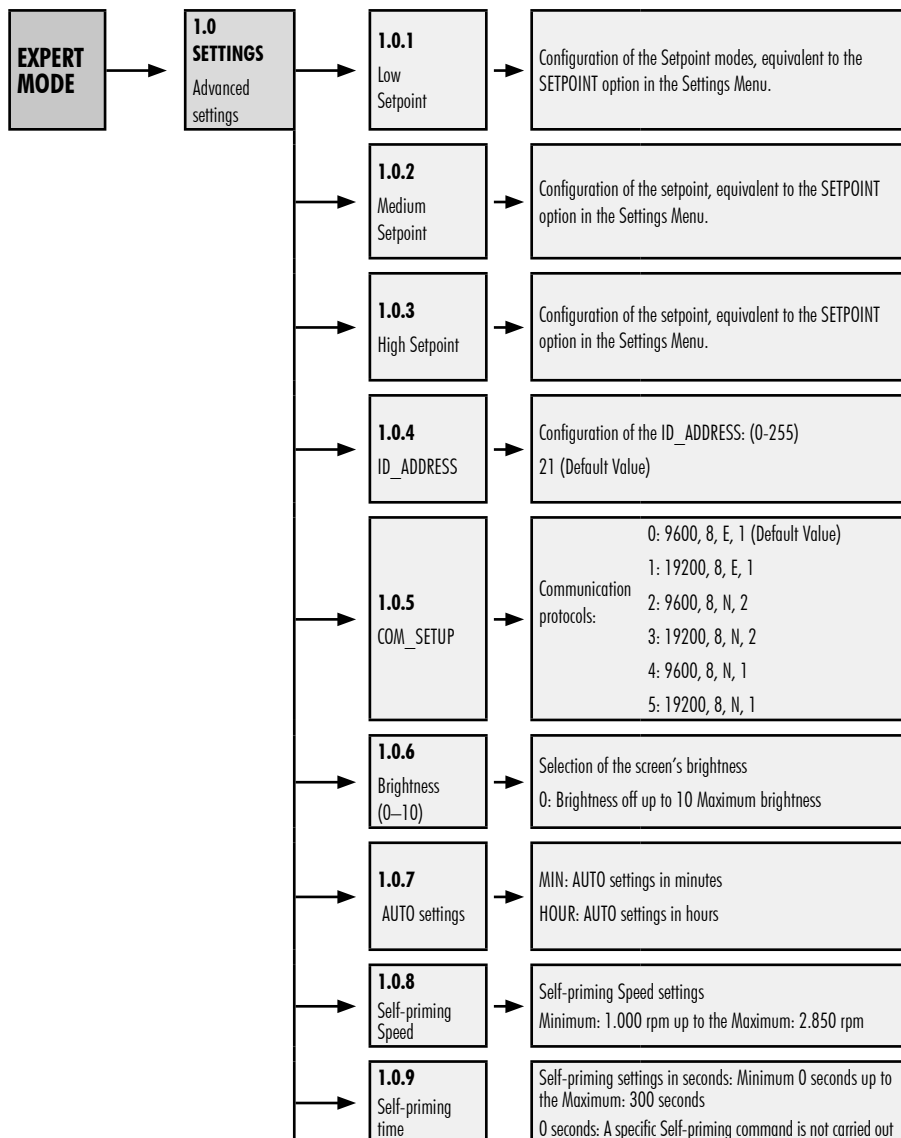 EXPERT
MODE
1.0
SETTINGS
Advanced
settings
1.0.1
Low
Setpoint
Configuration of the Setpoint modes, equivalent to the
SETPOINT option in the Settings Menu.
1.0.2
Medium
Setpoint
Configuration of the setpoint, equivalent to the SETPOINT
option in the Settings Menu.
1.0.3
High Setpoint
Configuration of the setpoint, equivalent to the SETPOINT
option in the Settings Menu.
1.0.4
ID_ADDRESS
Configuration of the ID_ADDRESS: (0-255)
21 (Default Value)
1.0.5
COM_SETUP
Communication
protocols:
0: 9600, 8, E, 1 (Default Value)
1: 19200, 8, E, 1
2: 9600, 8, N, 2
3: 19200, 8, N, 2
4: 9600, 8, N, 1
5: 19200, 8, N, 1
1.0.6
Brightness
(0–10)
Selection of the screen’s brightness
0: Brightness off up to 10 Maximum brightness
1.0.7
AUTO settings
MIN: AUTO settings in minutes
HOUR: AUTO settings in hours
1.0.8
Self-priming
Speed
Self-priming Speed settings
Minimum: 1.000 rpm up to the Maximum: 2.850 rpm
1.0.9
Self-priming
time
Self-priming settings in seconds: Minimum 0 seconds up to
the Maximum: 300 seconds
0 seconds: A specific Self-priming command is not carried out